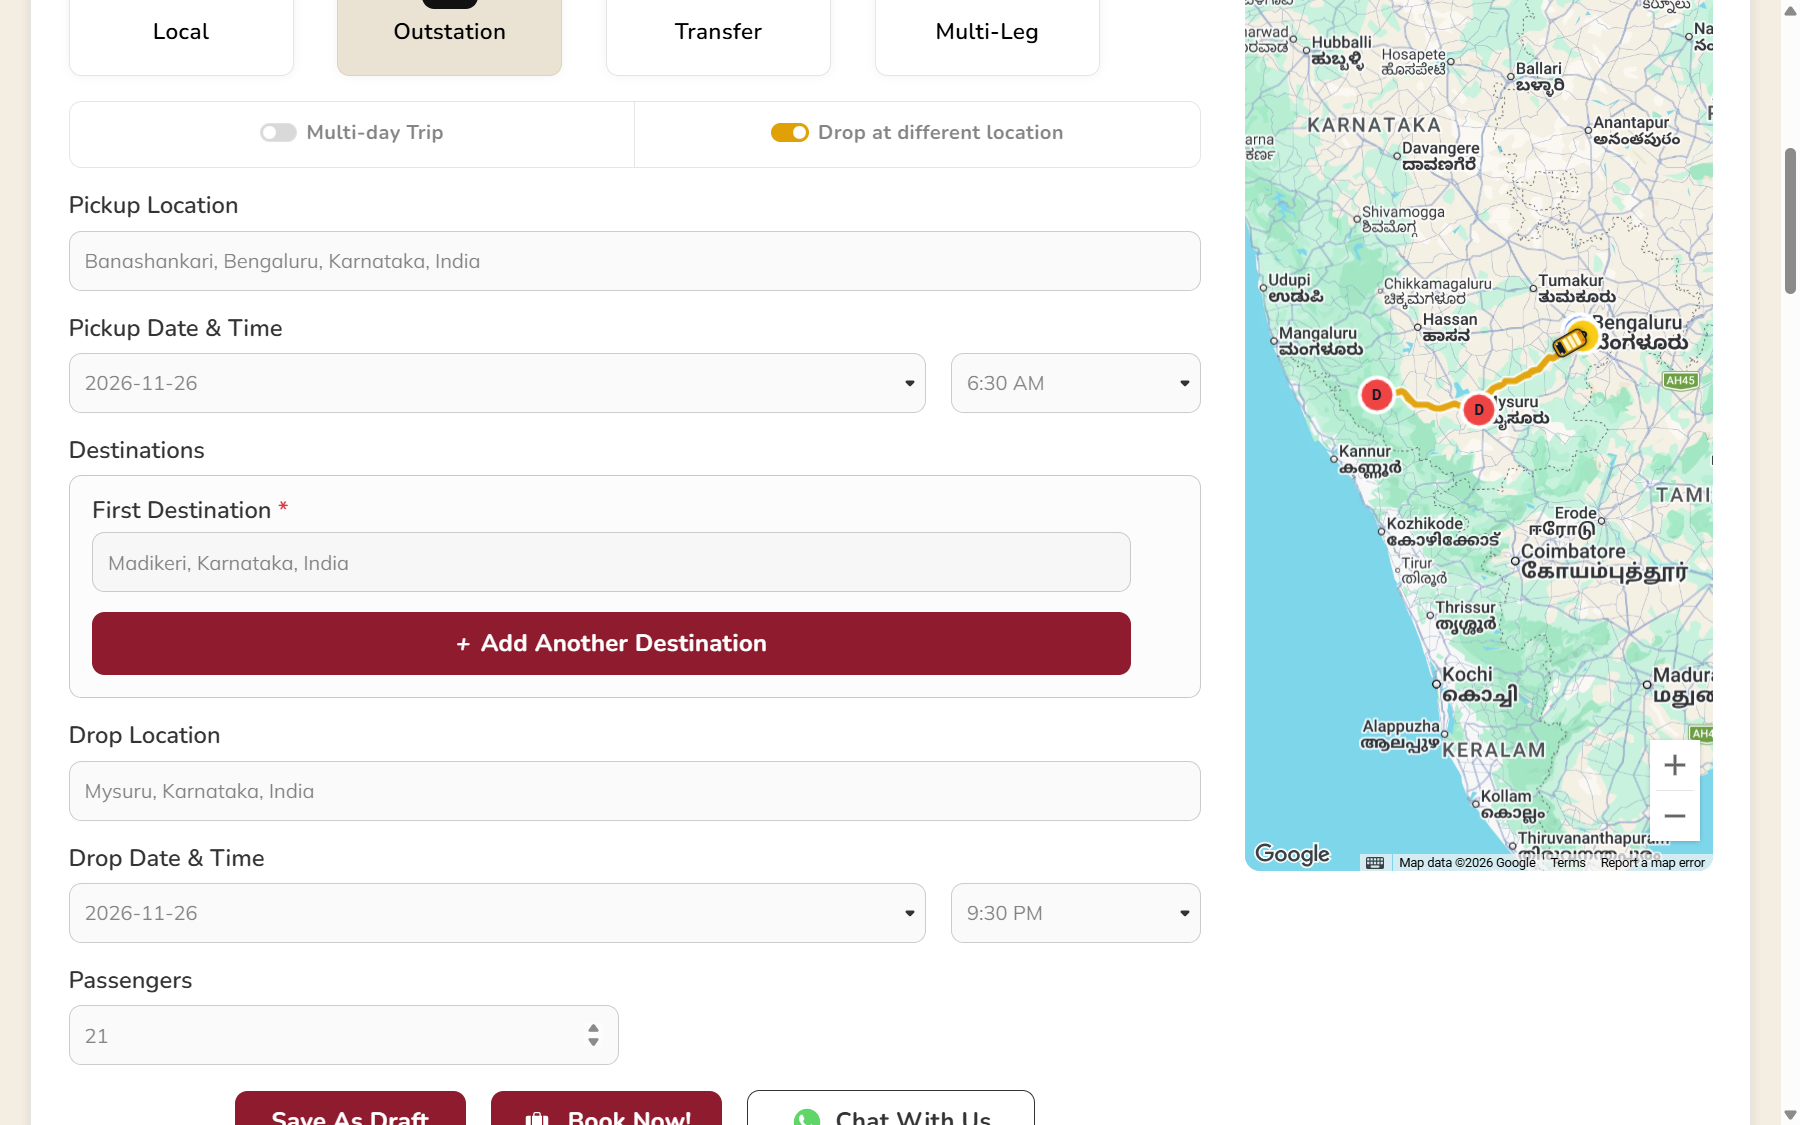 Local
Outstation
Transfer
Multi-Leg
Multi-day Trip
Drop at different location
Pickup Location
Banashankari, Bengaluru, Karnataka, India
Pickup Date & Time
2026-11-26
6:30 AM
Destinations
First Destination *
Madikeri, Karnataka, India
+ Add Another Destination
Drop Location
Mysuru, Karnataka, India
Drop Date & Time
2026-11-26
9:30 PM
Passengers
21
Save As Draft
Book Now!
Chat With Us
Hubballi
ಹುಬ್ಬಳ್ಳಿ
Hosapete
ಹೊಸಪೇಟೆ
Ballari
ಬಳ್ಳಾರಿ
KARNATAKA
Anantapur
అనంతపురం
Davangere
ದಾವಣಗೆರೆ
Shivamogga
ಶಿವಮೊಗ್ಗ
Udupi
ಉಡುಪಿ
Chikkamagaluru
ಚಿಕ್ಕಮಗಳೂರ
Tumakur
ತುಮಕೂರು
Hassan
ಹಾಸನ
Bengaluru
Mangaluru
ಮಂಗಳೂರು
AH45
D
D
Kannur
കണ്ണൂർ
TAMI
Erode
ஈரோடு
Kozhikode
കോഴിക്കോട്
Coimbatore
கோயம்புத்தூர்
Tirur
തിരൂർ
Thrissur
തൃശ്ശൂർ
Kochi
കൊച്ചി
Alappuzha
ആലപ്പുഴ
KERALAM
Kollam
കൊല്ലം
Thiruvananthapuram
Google
Map data ©2026 Google
Terms
Report a map error